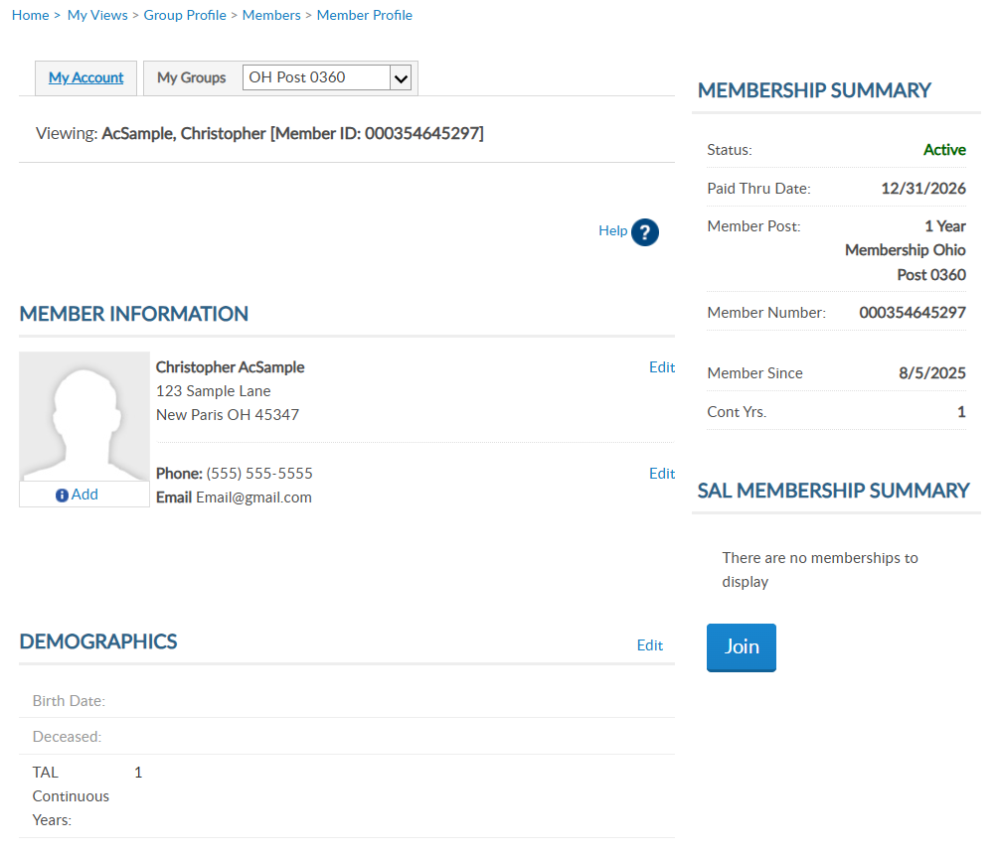 Home > My Views > Group Profile > Members > Member Profile
My Account
My Groups OH Post 0360
Viewing: AcSample, Christopher [Member ID: 000354645297]
Help ?
MEMBER INFORMATION
Christopher AcSample Edit
123 Sample Lane
New Paris OH 45347
Phone: (555) 555-5555 Edit
Email Email@gmail.com
i Add
DEMOGRAPHICS Edit
Birth Date:
Deceased:
TAL 1
Continuous
Years:
MEMBERSHIP SUMMARY
Status: Active
Paid Thru Date: 12/31/2026
Member Post: 1 Year
Membership Ohio
Post 0360
Member Number: 000354645297
Member Since 8/5/2025
Cont Yrs. 1
SAL MEMBERSHIP SUMMARY
There are no memberships to
display
Join